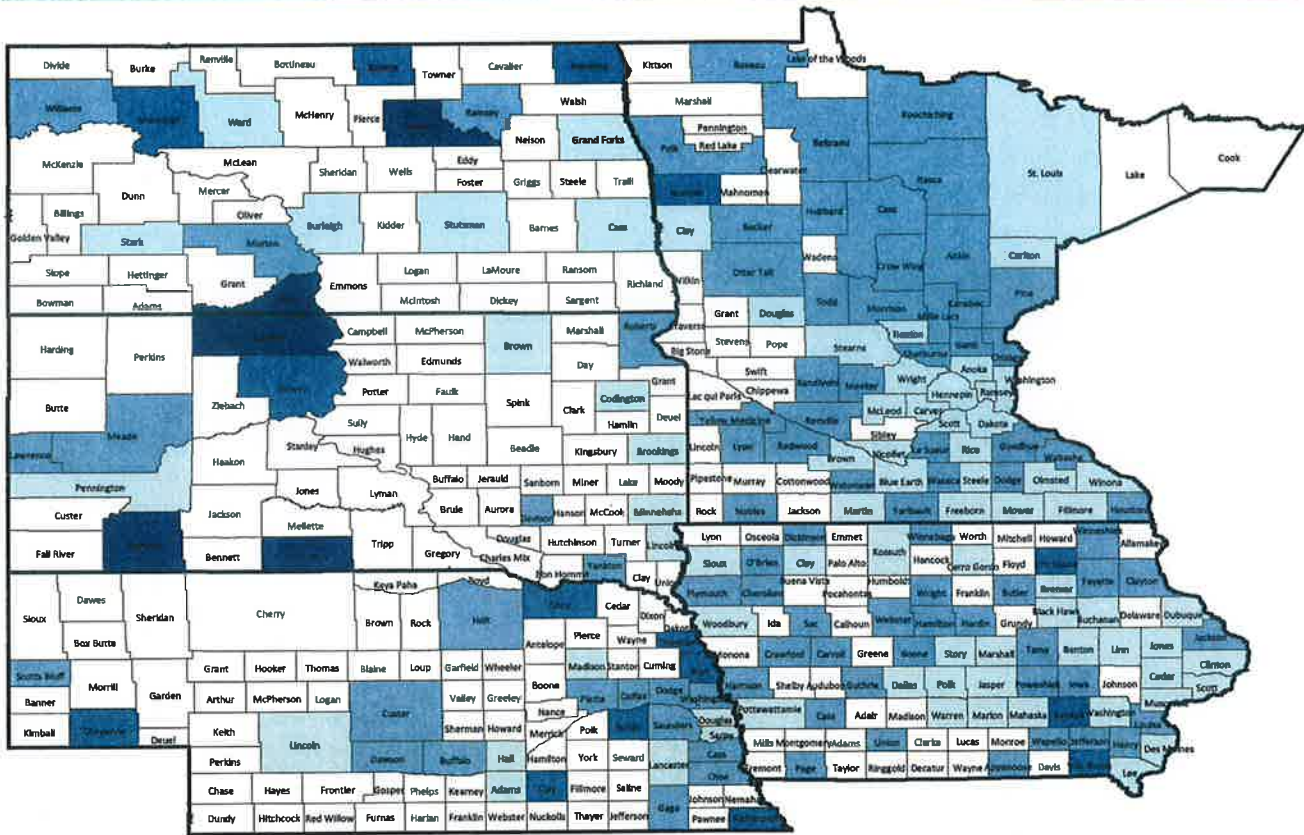 Divide
Burke
Renville
Bottineau
Towner
Cavalier
Kittson
Roseau
Lake of the Woods
Williams
Ward
McHenry
Pierce
Ramsey
Walsh
Marshall
Koochiching
Pennington
Red Lake
Polk
Beltrami
Nelson
Grand Forks
Clearwater
St. Louis
Lake
Cook
McKenzie
McLean
Sheridan
Wells
Eddy
Foster
Griggs
Steele
Traill
Mahnomen
Itasca
Dunn
Mercer
Oliver
Billings
Golden Valley
Stark
Morton
Burleigh
Kidder
Stutsman
Barnes
Cass
Clay
Becker
Hubbard
Cass
Aitkin
Carlton
Slope
Hettinger
Grant
Emmons
Logan
LaMoure
Ransom
Richland
Wilkin
Otter Tail
Wadena
Crow Wing
Pine
Bowman
Adams
McIntosh
Dickey
Sargent
Grant
Douglas
Todd
Morrison
Mille Lacs
Kanabec
Harding
Perkins
Campbell
McPherson
Brown
Marshall
Roberts
Traverse
Stevens
Pope
Stearns
Benton
Sherburne
Walworth
Edmunds
Day
Big Stone
Swift
Wright
Anoka
Washington
Butte
Ziebach
Potter
Faulk
Spink
Clark
Codington
Grant
Hamlin
Deuel
Lac qui Parle
Chippewa
Kandiyohi
Meeker
Hennepin
Ramsey
McLeod
Carver
Scott
Dakota
Meade
Lawrence
Sully
Hyde
Hand
Beadle
Kingsbury
Brookings
Yellow Medicine
Renville
Sibley
Lincoln
Lyon
Redwood
Brown
Nicollet
Le Sueur
Rice
Goodhue
Wabasha
Haakon
Stanley
Hughes
Pennington
Buffalo
Jerauld
Sanborn
Miner
Lake
Moody
Pipestone
Murray
Cottonwood
Watonwan
Blue Earth
Waseca
Steele
Dodge
Olmsted
Winona
Custer
Jackson
Jones
Lyman
Mellette
Brule
Aurora
Davison
Hanson
McCook
Minnehaha
Rock
Nobles
Jackson
Martin
Faribault
Freeborn
Mower
Fillmore
Houston
Fall River
Bennett
Tripp
Gregory
Charles Mix
Douglas
Hutchinson
Turner
Lincoln
Bon Homme
Yankton
Clay
Union
Lyon
Osceola
Dickinson
Emmet
Winnebago
Worth
Mitchell
Howard
Winneshiek
Allamakee
Sioux
O'Brien
Clay
Palo Alto
Kossuth
Hancock
Cerro Gordo
Floyd
Plymouth
Cherokee
Buena Vista
Pocahontas
Humboldt
Wright
Franklin
Butler
Bremer
Fayette
Clayton
Woodbury
Ida
Sac
Calhoun
Webster
Hamilton
Hardin
Grundy
Black Hawk
Buchanan
Delaware
Dubuque
Monona
Crawford
Carroll
Greene
Boone
Story
Marshall
Tama
Benton
Linn
Jones
Jackson
Clinton
Harrison
Shelby
Audubon
Guthrie
Dallas
Polk
Jasper
Poweshiek
Iowa
Johnson
Cedar
Scott
Pottawattamie
Cass
Adair
Madison
Warren
Marion
Mahaska
Washington
Louisa
Mills
Montgomery
Adams
Union
Clarke
Lucas
Monroe
Wapello
Jefferson
Henry
Des Moines
Page
Taylor
Ringgold
Decatur
Wayne
Appanoose
Davis
Lee
Sioux
Dawes
Sheridan
Cherry
Keya Paha
Boyd
Box Butte
Brown
Rock
Holt
Cedar
Dixon
Dakota
Scotts Bluff
Morrill
Garden
Grant
Hooker
Thomas
Blaine
Loup
Garfield
Wheeler
Antelope
Pierce
Wayne
Banner
Kimball
Deuel
Arthur
McPherson
Logan
Custer
Valley
Greeley
Boone
Madison
Stanton
Cuming
Keith
Lincoln
Sherman
Howard
Nance
Merrick
Platte
Colfax
Dodge
Washington
Polk
Saunders
Douglas
Sarpy
Perkins
Dawson
Buffalo
Hall
Hamilton
York
Seward
Lancaster
Cass
Otoe
Chase
Hayes
Frontier
Gosper
Phelps
Kearney
Adams
Clay
Fillmore
Saline
Gage
Johnson
Nemaha
Dundy
Hitchcock
Red Willow
Furnas
Harlan
Franklin
Webster
Nuckolls
Thayer
Jefferson
Pawnee